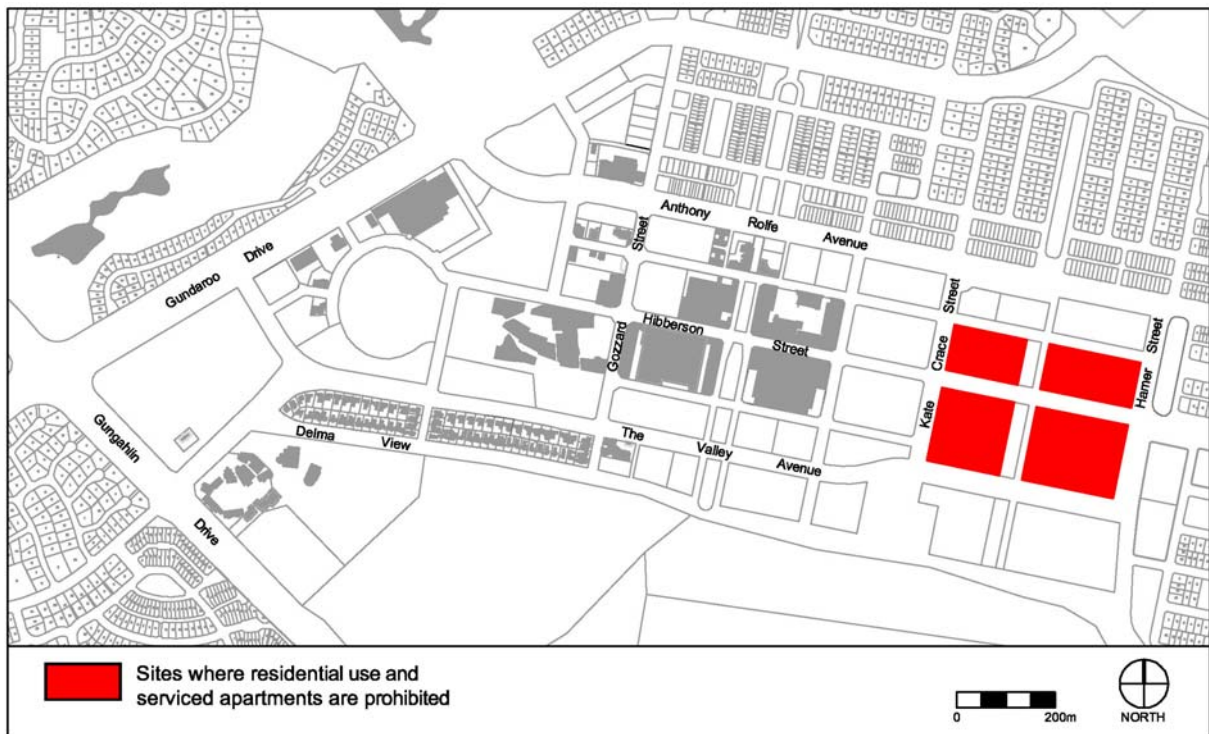 Anthony Rolfe Avenue
Street
Gundaroo Drive
Street
Street
Hibberson Street
Gozzard
Crace
Hamer
Kate
Gungahlin
Delma View
The Valley Avenue
Drive
Sites where residential use and
serviced apartments are prohibited
0 200m
NORTH